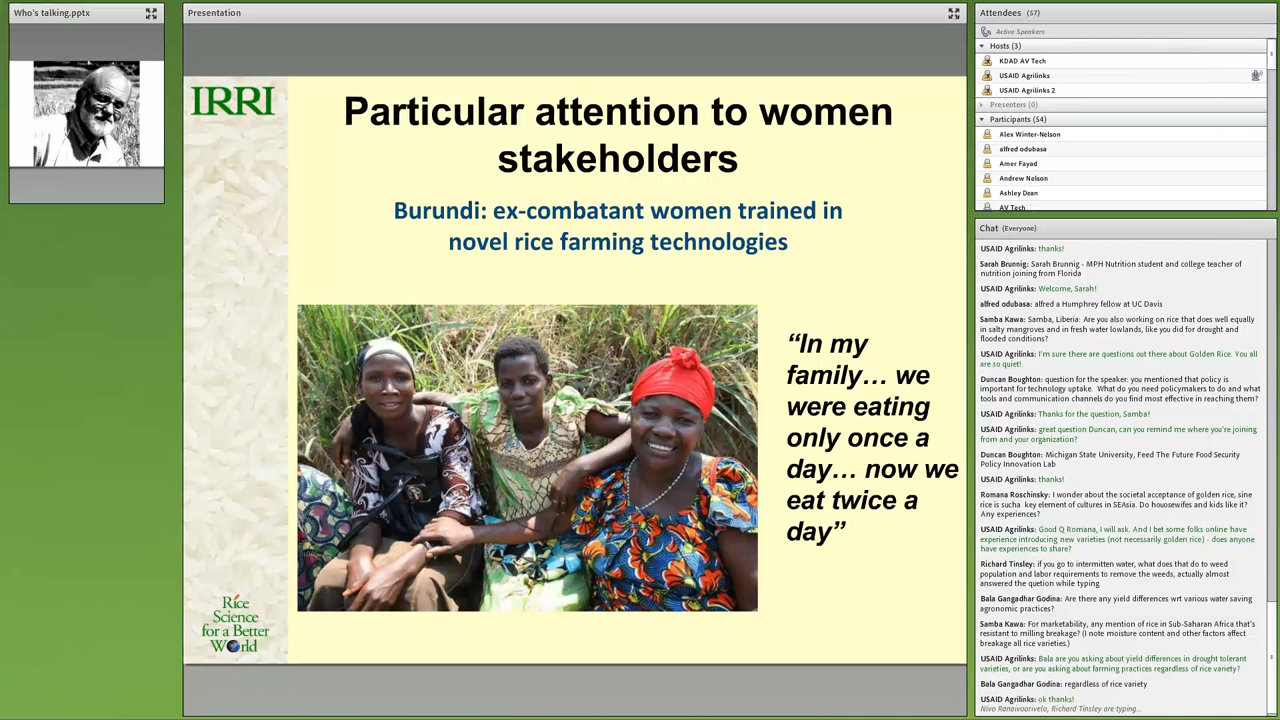 Who's talking.pptx
Presentation
IRRI
Particular attention to women
stakeholders
Burundi: ex-combatant women trained in
novel rice farming technologies
“In my
family… we
were eating
only once a
day… now we
eat twice a
day”
Rice
Science
for a Better
World
Attendees (57)
Active Speakers
Hosts (3)
KDAD AV Tech
USAID Agrilinks
USAID Agrilinks 2
Presenters (0)
Participants (54)
Alex Winter-Nelson
alfred odubasa
Amer Fayad
Andrew Nelson
Ashley Dean
AV Tech
Chat (Everyone)
USAID Agrilinks: thanks!
Sarah Brunnig: Sarah Brunnig - MPH Nutrition student and college teacher of
nutrition joining from Florida
USAID Agrilinks: Welcome, Sarah!
alfred odubasa: alfred a Humphrey fellow at UC Davis
Samba Kawa: Samba, Liberia: Are you also working on rice that does well equally
in salty mangroves and in fresh water lowlands, like you did for drought and
flooded conditions?
USAID Agrilinks: I'm sure there are questions out there about Golden Rice. You all
are so quiet!
Duncan Boughton: question for the speaker: you mentioned that policy is
important for technology uptake. What do you need policymakers to do and what
tools and communication channels do you find most effective in reaching them?
USAID Agrilinks: Thanks for the question, Samba!
USAID Agrilinks: great question Duncan, can you remind me where you're joining
from and your organization?
Duncan Boughton: Michigan State University, Feed The Future Food Security
Policy Innovation Lab
USAID Agrilinks: thanks!
Romana Roschinsky: I wonder about the societal acceptance of golden rice, sine
rice is sucha key element of cultures in SEAsia. Do houosewifes and kids like it?
Any experiences?
USAID Agrilinks: Good Q Romana, I will ask. And I bet some folks online have
experience introducing new varieties (not necessarily golden rice) - does anyone
have experiences to share?
Richard Tinsley: if you go to intermitten water, what does that do to weed
population and labor requirements to remove the weeds, actually almost
answered the quetion while typing
Bala Gangadhar Godina: Are there any yield differences wrt various water saving
agronomic practices?
Samba Kawa: For marketability, any mention of rice in Sub-Saharan Africa that's
resistant to milling breakage? (I note moisture content and other factors affect
breakage all rice varieties.)
USAID Agrilinks: Bala are you asking about yield differences in drought tolerant
varieties, or are you asking about farming practices regardless of rice variety?
Bala Gangadhar Godina: regardless of rice variety
USAID Agrilinks: ok thanks!
Nivo Ranaivoarivelo, Richard Tinsley are typing...